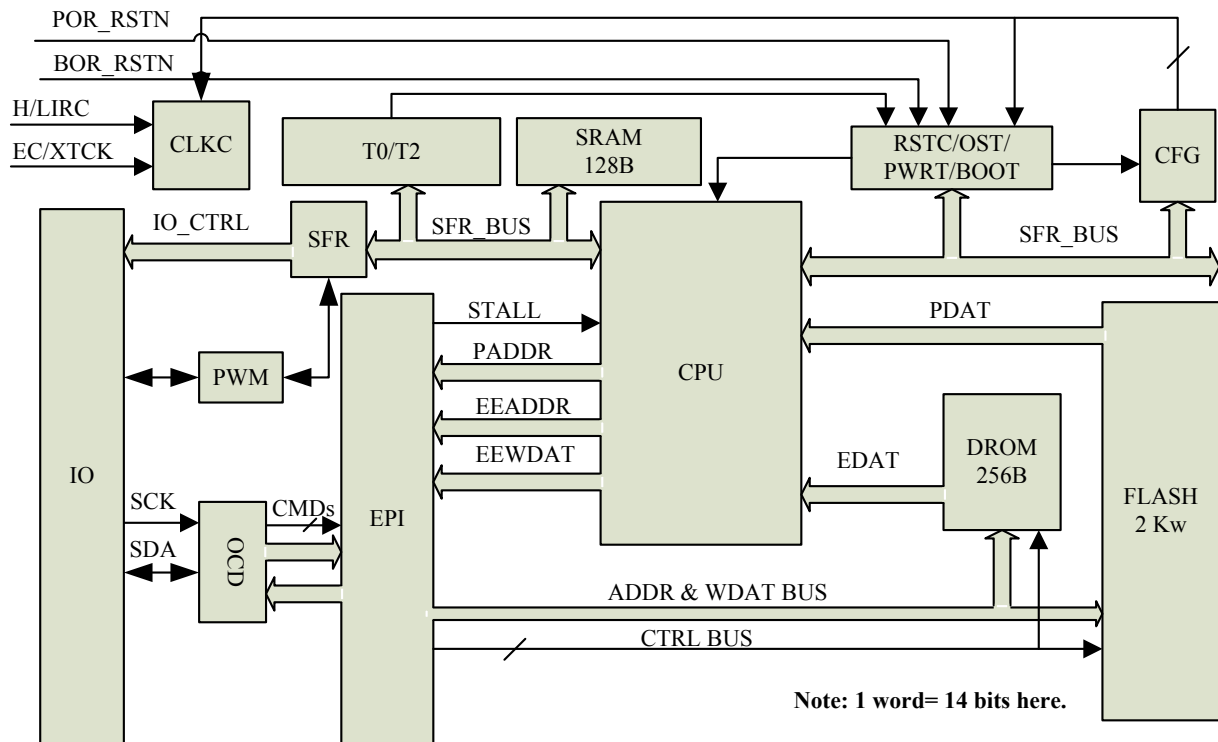 POR_RSTN
BOR_RSTN
H/LIRC
EC/XTCK
CLKC
T0/T2
SRAM
128B
RSTC/OST/
PWRT/BOOT
CFG
IO_CTRL
SFR
SFR_BUS
SFR_BUS
STALL
PDAT
PADDR
PWM
CPU
EEADDR
EEWDAT
EDAT
DROM
256B
IO
SCK
CMDs
EPI
FLASH
2 Kw
SDA
OCD
ADDR & WDAT BUS
CTRL BUS
Note: 1 word= 14 bits here.